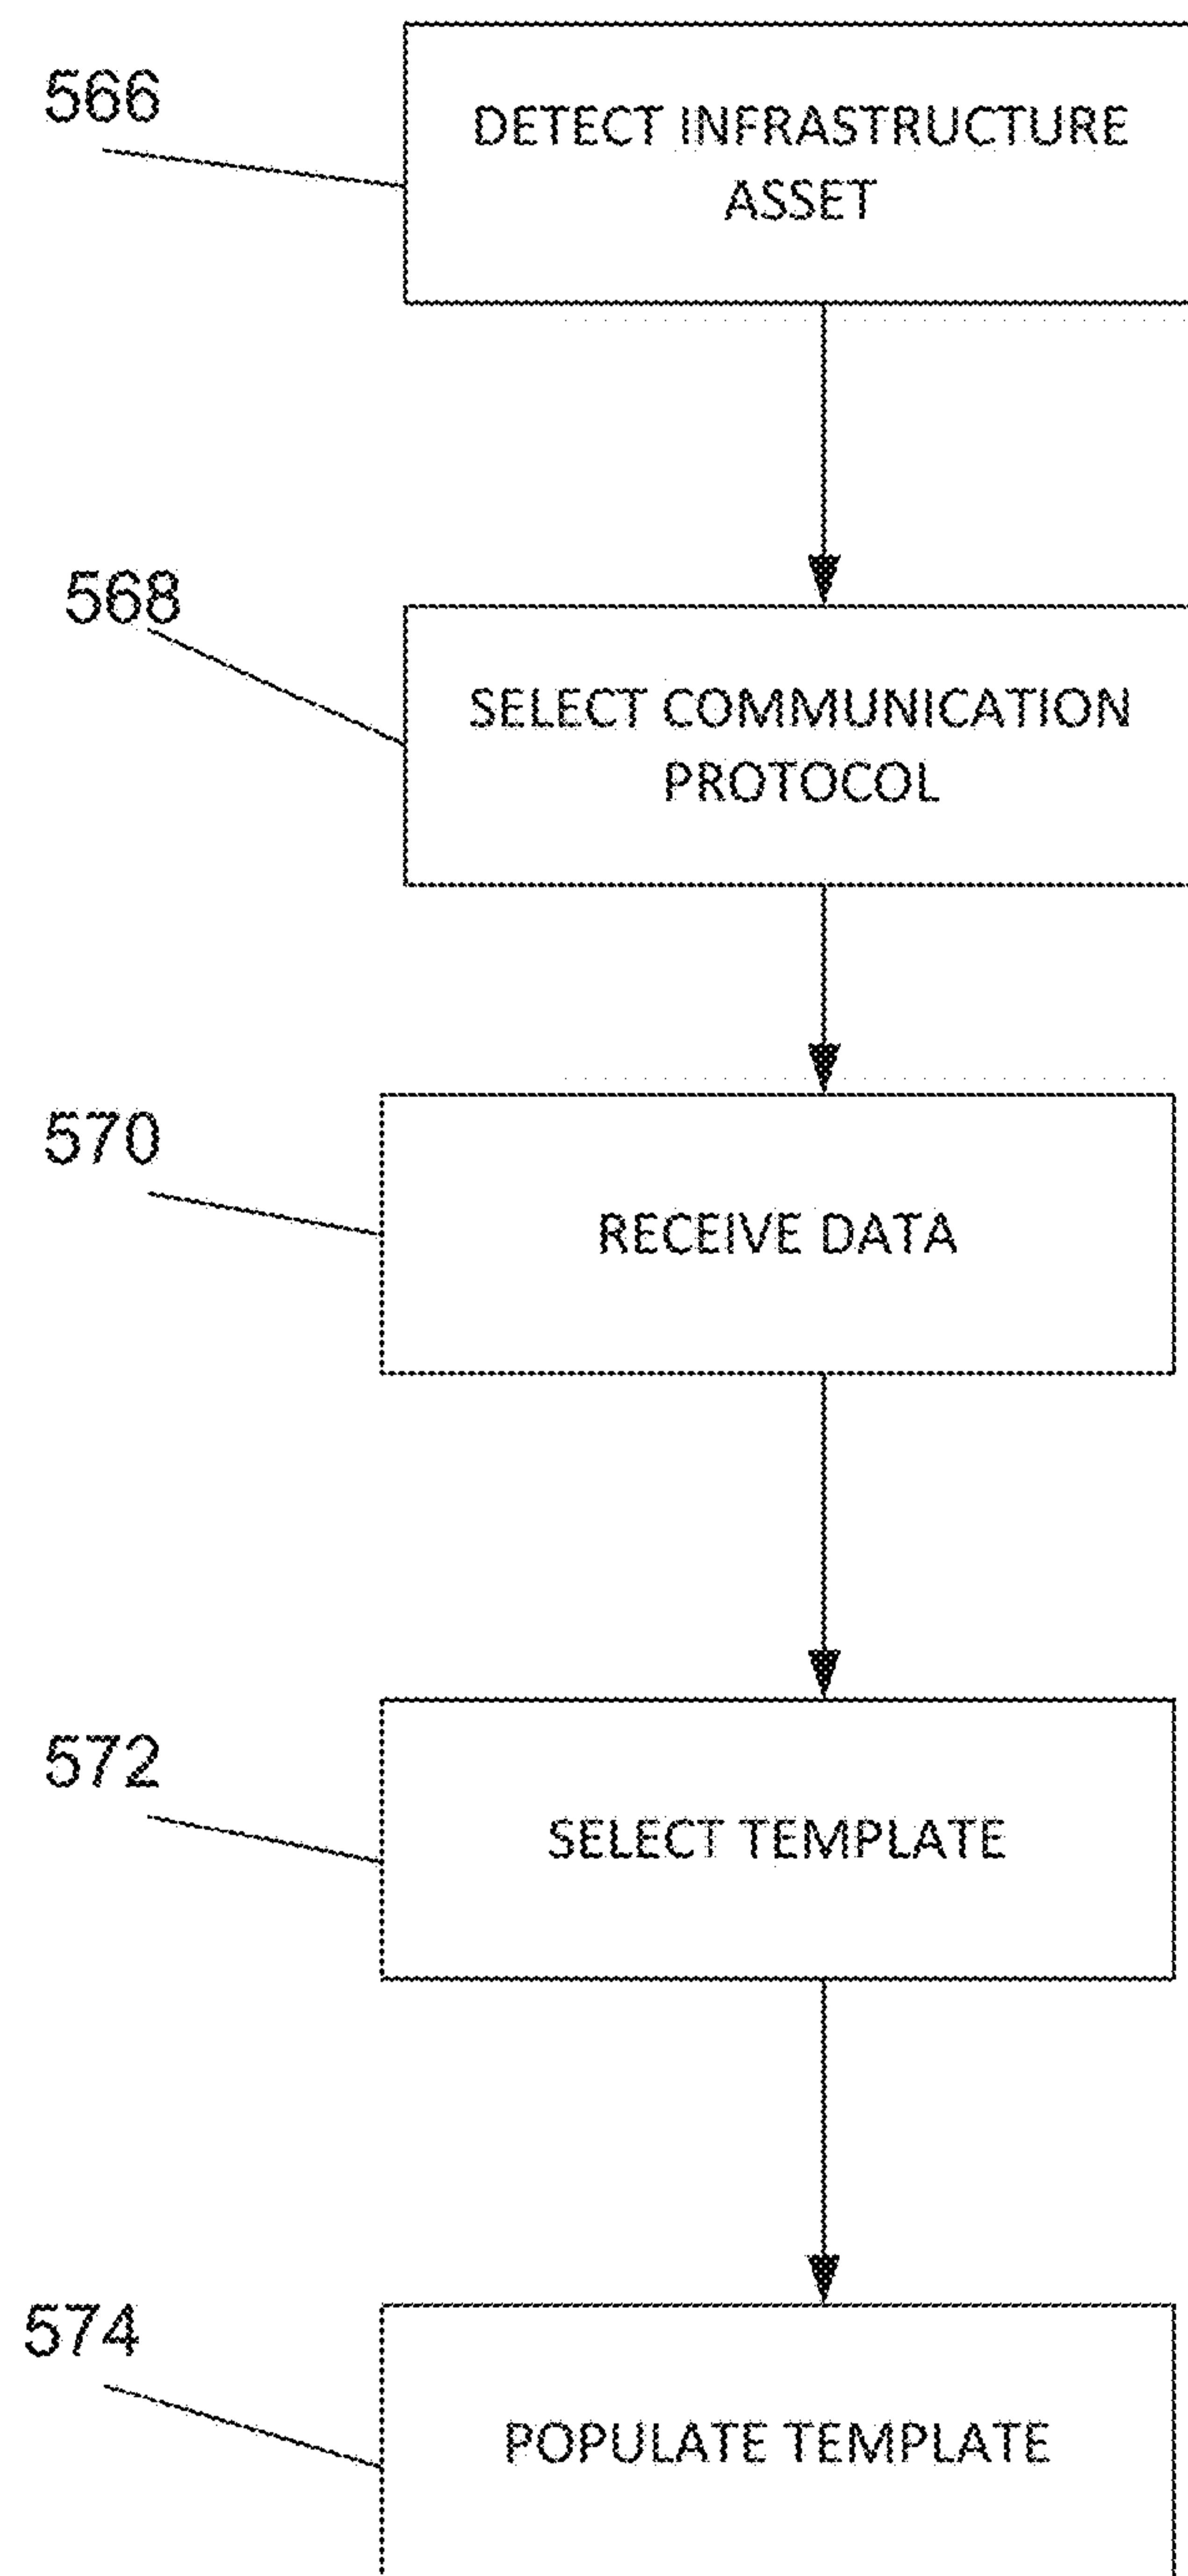 566
DETECT INFRASTRUCTURE
ASSET
568
SELECT COMMUNICATION
PROTOCOL
570
RECEIVE DATA
572
SELECT TEMPLATE
574
POPULATE TEMPLATE